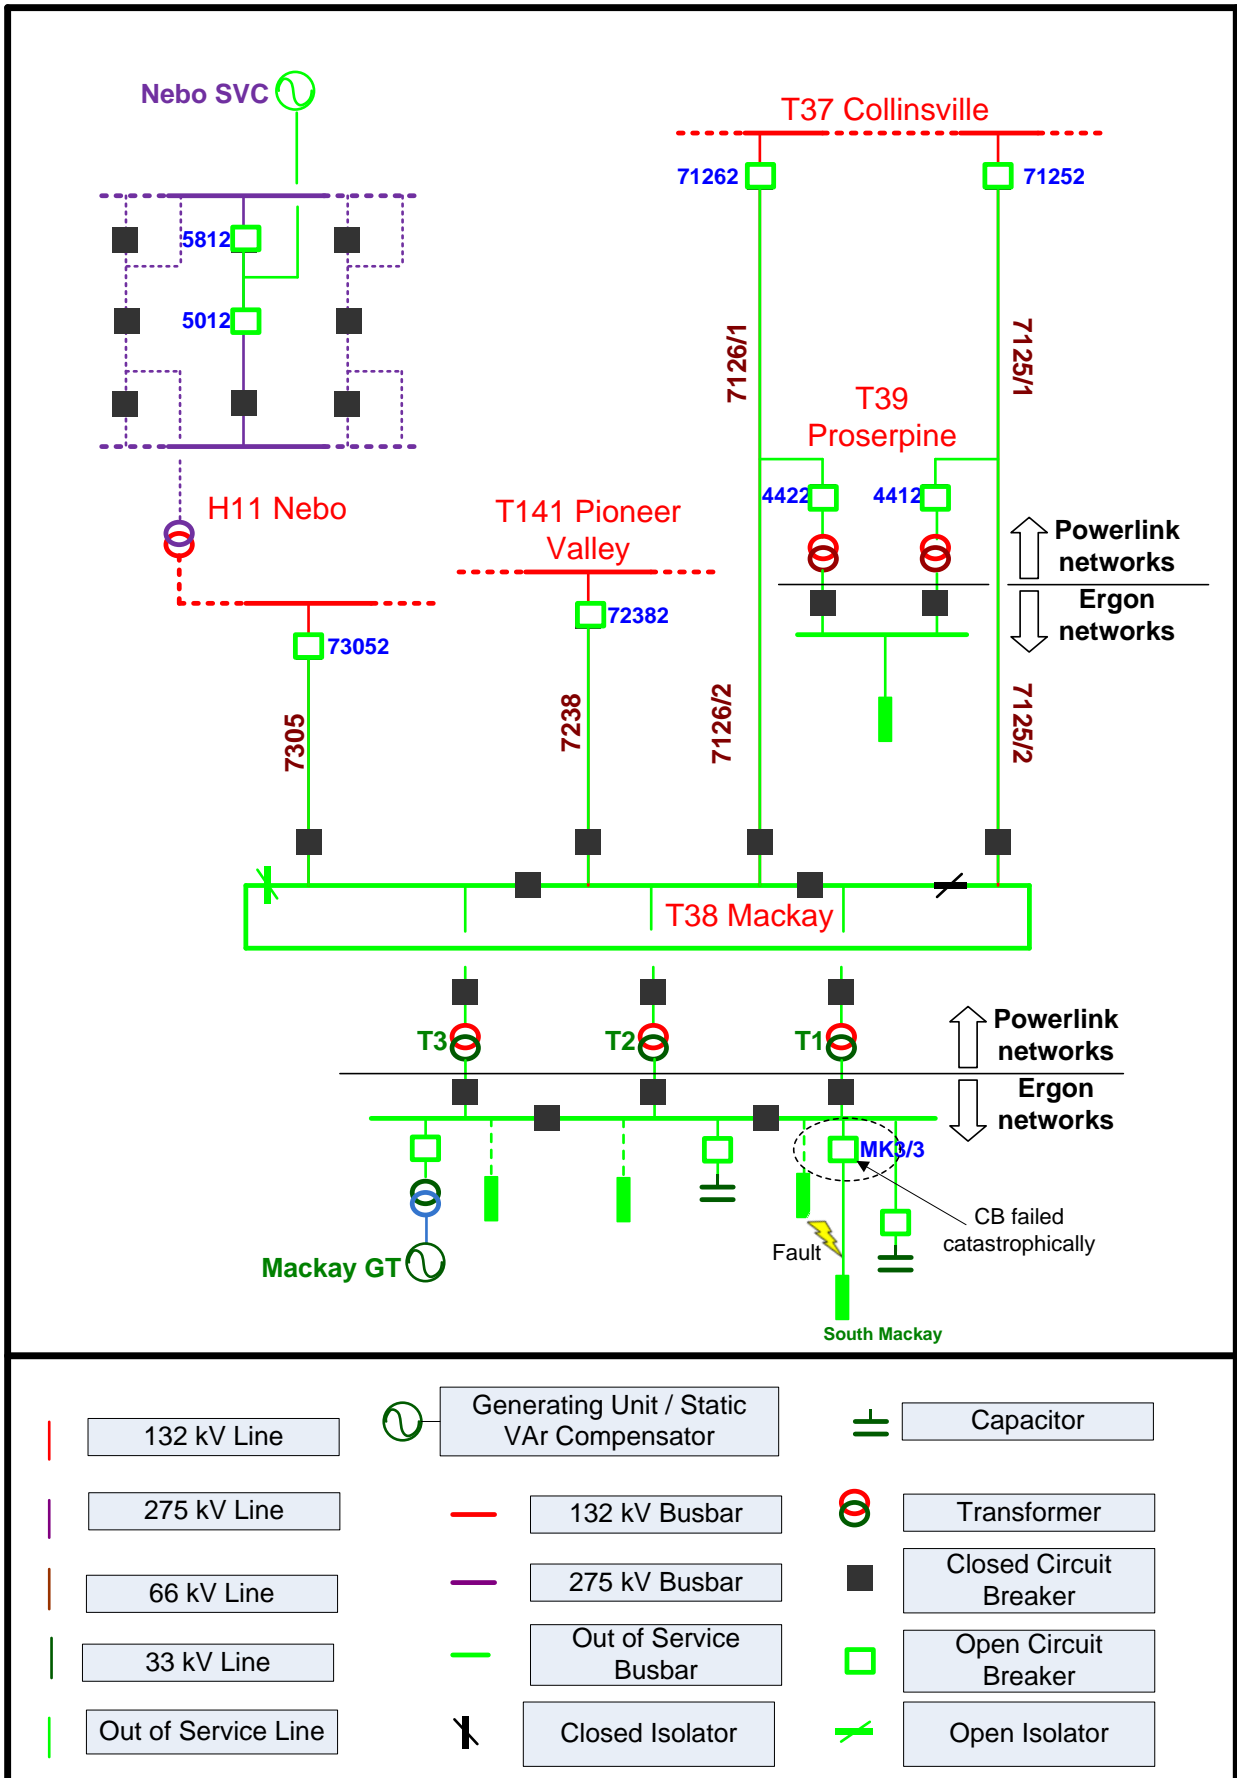 Nebo SVC
T37 Collinsville
71262
71252
5812
5012
7126/1
7125/1
T39
Proserpine
4422
4412
H11 Nebo
T141 Pioneer
Valley
Powerlink
networks
Ergon
networks
73052
72382
7305
7238
7126/2
7125/2
T38 Mackay
T3
T2
T1
Powerlink
networks
Ergon
networks
MK3/3
CB failed
catastrophically
Fault
Mackay GT
South Mackay
132 kV Line
Generating Unit / Static
VAr Compensator
Capacitor
275 kV Line
132 kV Busbar
Transformer
66 kV Line
275 kV Busbar
Closed Circuit
Breaker
33 kV Line
Out of Service
Busbar
Open Circuit
Breaker
Out of Service Line
Closed Isolator
Open Isolator